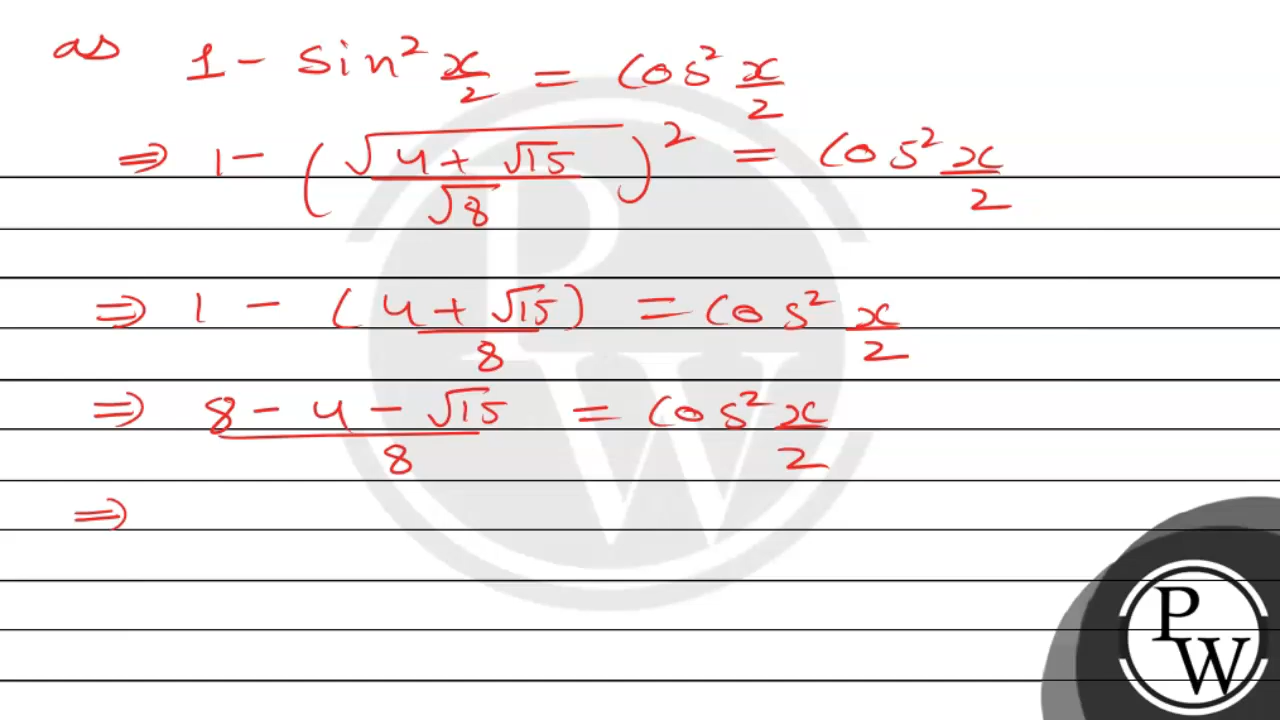 as 1 - sin² x/2 = cos² x/2
⇒ 1 - (√(4 + √15)/√8)² = cos² x/2
⇒ 1 - (4 + √15)/8 = cos² x/2
⇒ (8 - 4 - √15)/8 = cos² x/2
⇒
PW
PW